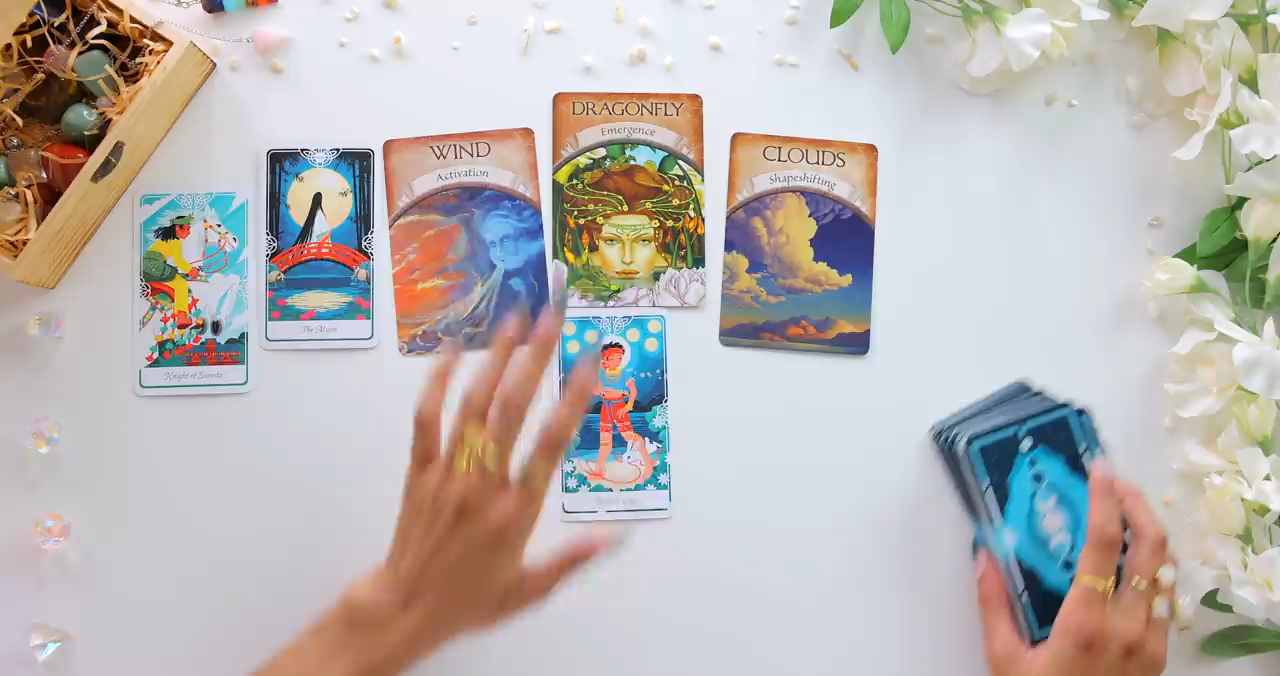 DRAGONFLY
Emergence
WIND
Activation
CLOUDS
Shapeshifting
The Moon
Knight of Swords